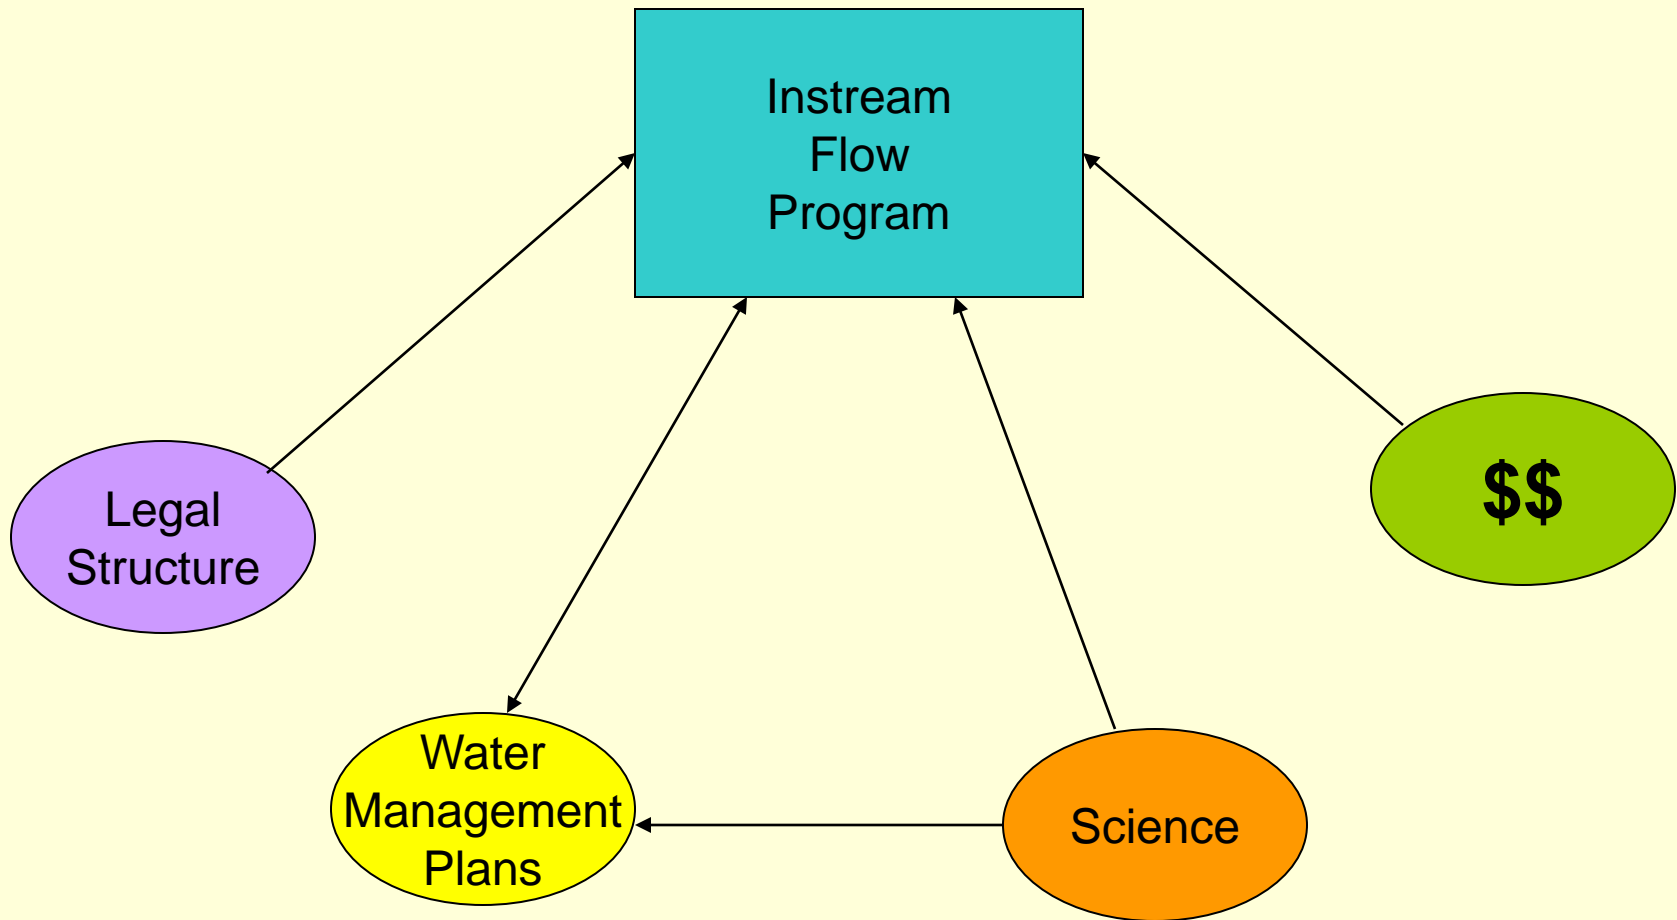 Instream
Flow
Program
Legal
Structure
$$
Water
Management
Plans
Science